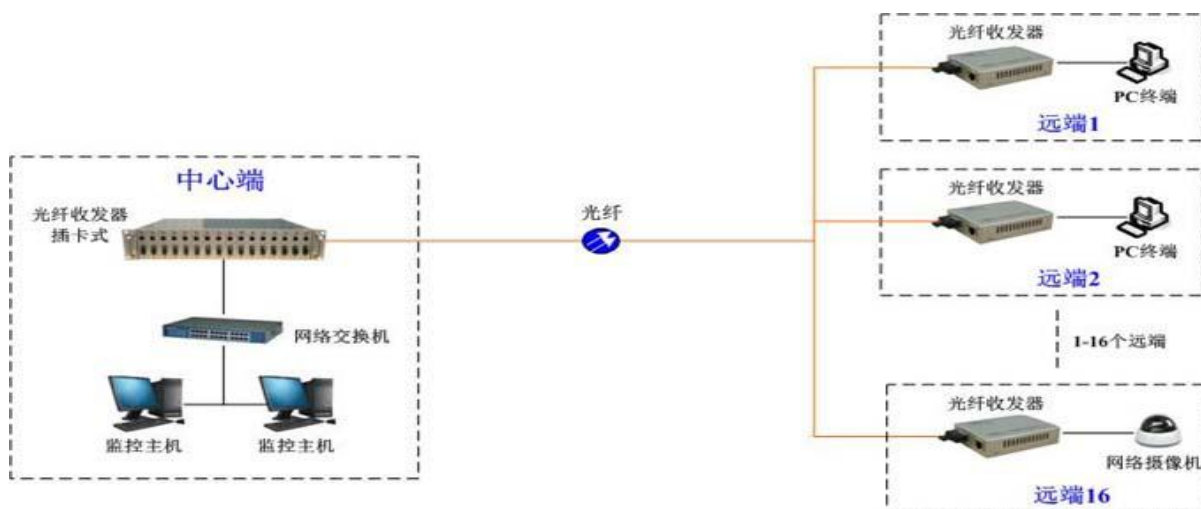 中心端
光纤收发器
插卡式
网络交换机
监控主机
监控主机
光纤
光纤收发器
PC终端
远端1
光纤收发器
PC终端
远端2
1-16个远端
光纤收发器
网络摄像机
远端16